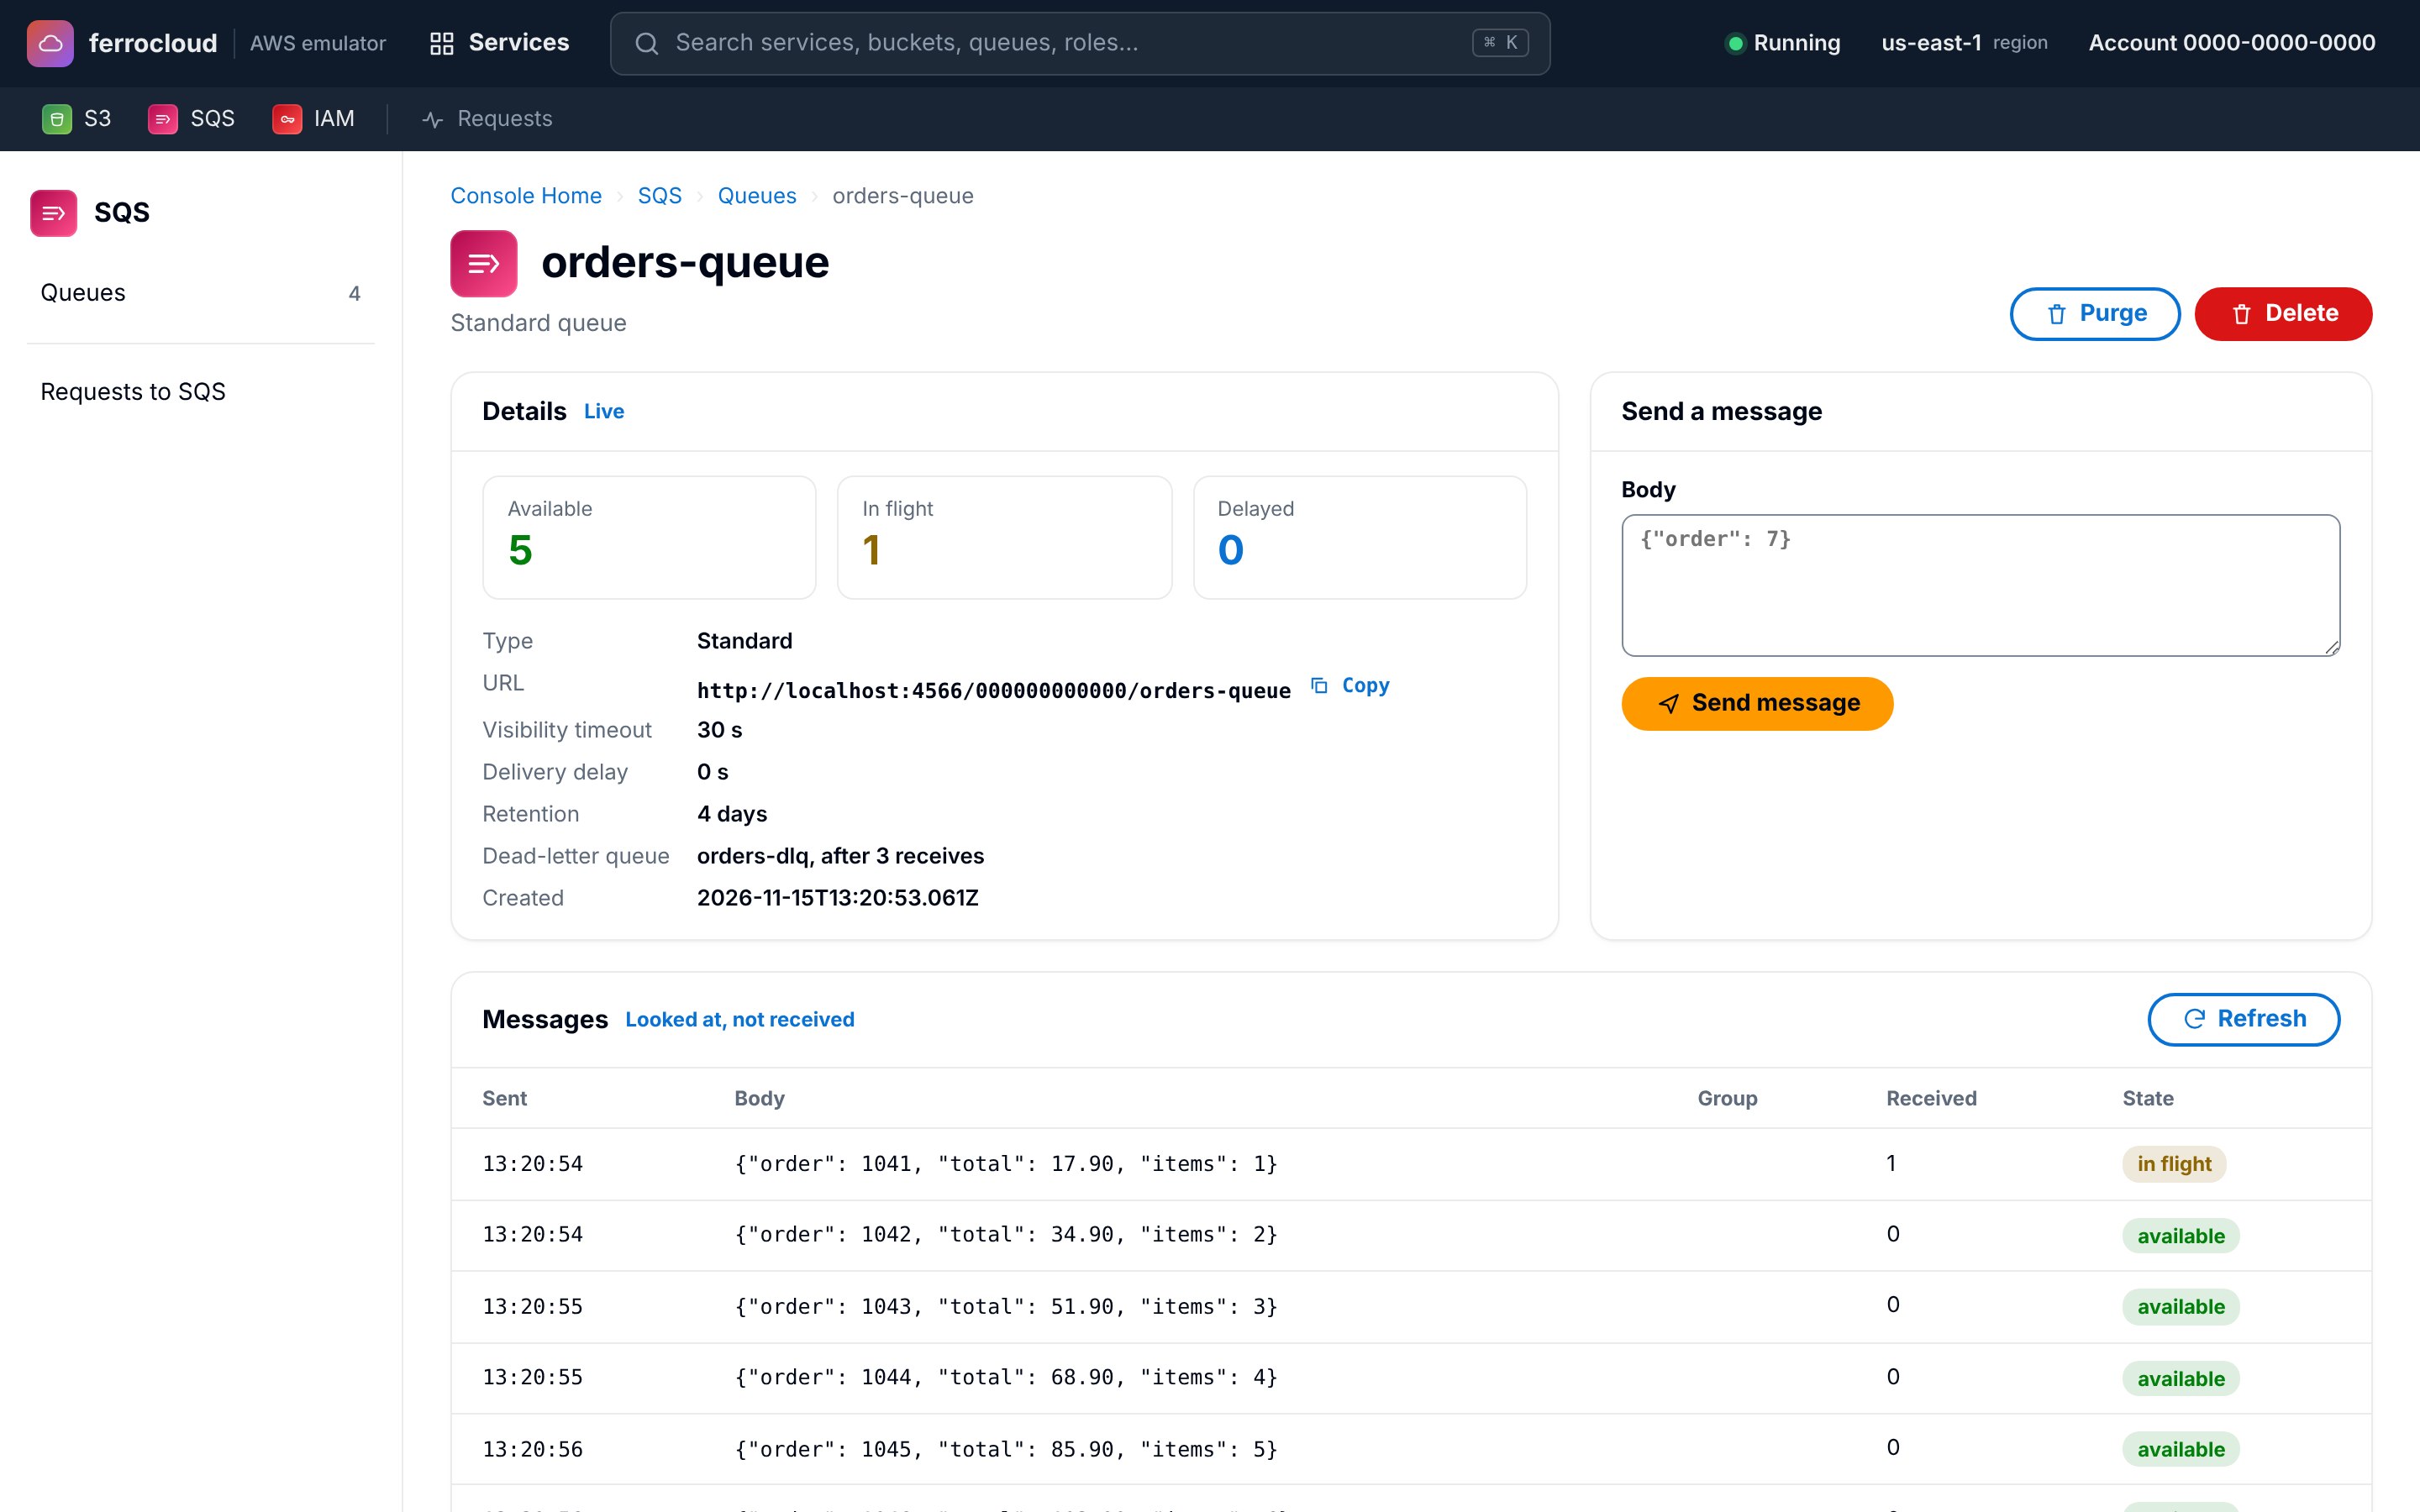 ferrocloud AWS emulator Services Search services, buckets, queues, roles... ⌘ K Running us-east-1 region Account 0000-0000-0000
S3 SQS IAM Requests
SQS
Queues 4
Requests to SQS
Console Home › SQS › Queues › orders-queue
orders-queue
Standard queue
Purge Delete
Details Live
Available
5
In flight
1
Delayed
0
Type Standard
URL http://localhost:4566/000000000000/orders-queue Copy
Visibility timeout 30 s
Delivery delay 0 s
Retention 4 days
Dead-letter queue orders-dlq, after 3 receives
Created 2026-11-15T13:20:53.061Z
Send a message
Body
{"order": 7}
Send message
Messages Looked at, not received Refresh
Sent Body Group Received State
13:20:54 {"order": 1041, "total": 17.90, "items": 1} 1 in flight
13:20:54 {"order": 1042, "total": 34.90, "items": 2} 0 available
13:20:55 {"order": 1043, "total": 51.90, "items": 3} 0 available
13:20:55 {"order": 1044, "total": 68.90, "items": 4} 0 available
13:20:56 {"order": 1045, "total": 85.90, "items": 5} 0 available